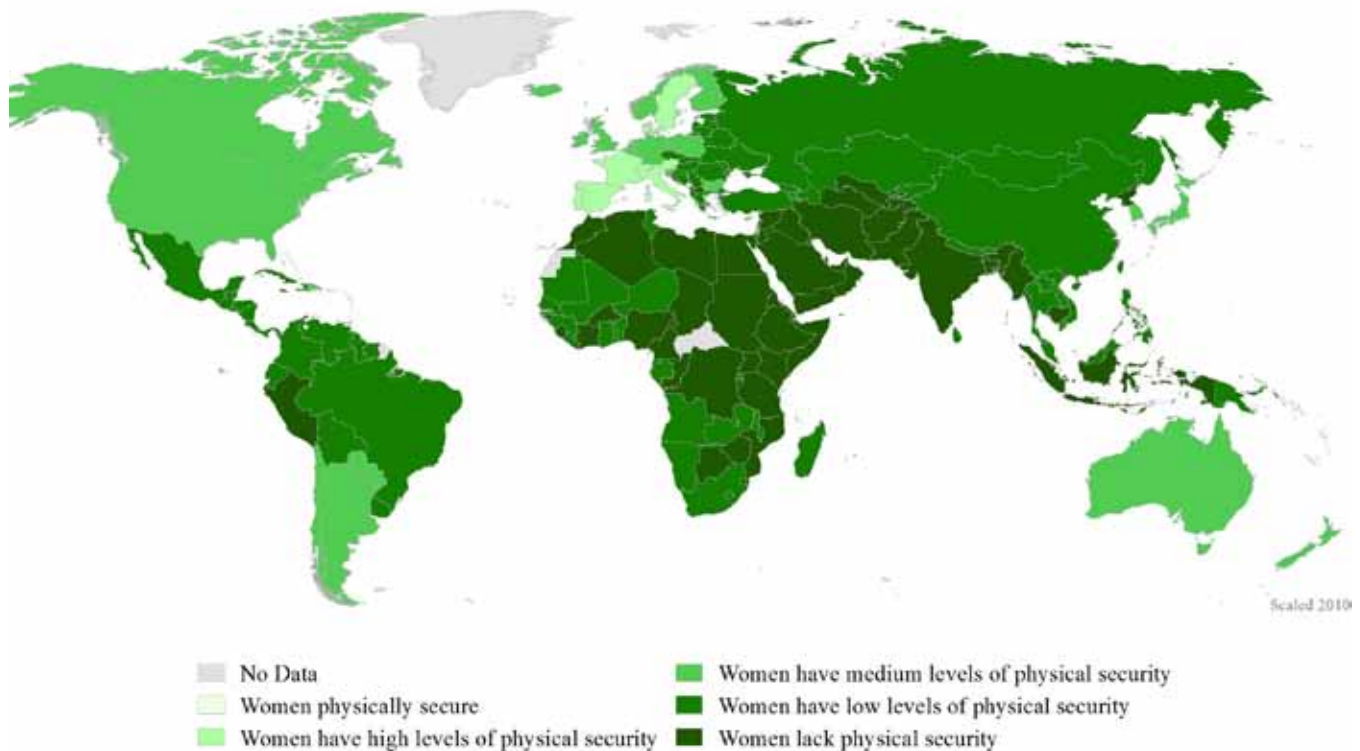 Scaled 2010
No Data
Women physically secure
Women have high levels of physical security
Women have medium levels of physical security
Women have low levels of physical security
Women lack physical security